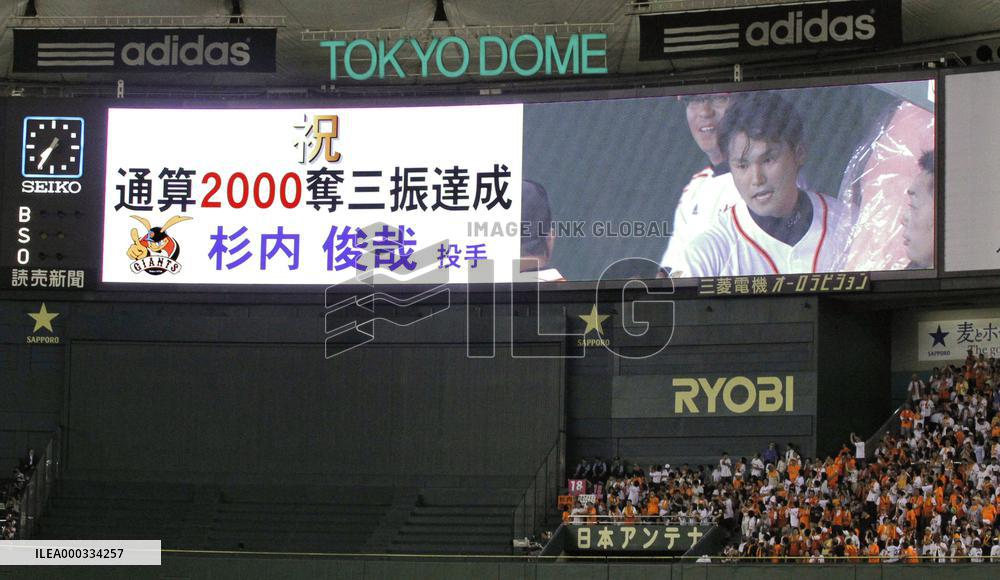 adidas
TOKYO DOME
adidas
祝
通算2000奪三振達成
杉内 俊哉 投手
GIANTS
SEIKO
B
S
O
読売新聞
三菱電機 オーロラビジョン
IMAGE LINK GLOBAL
ILG
SAPPORO
SAPPORO
SAPPORO
麦とホ
The go
RYOBI
18
日本アンテナ
ILEA000334257